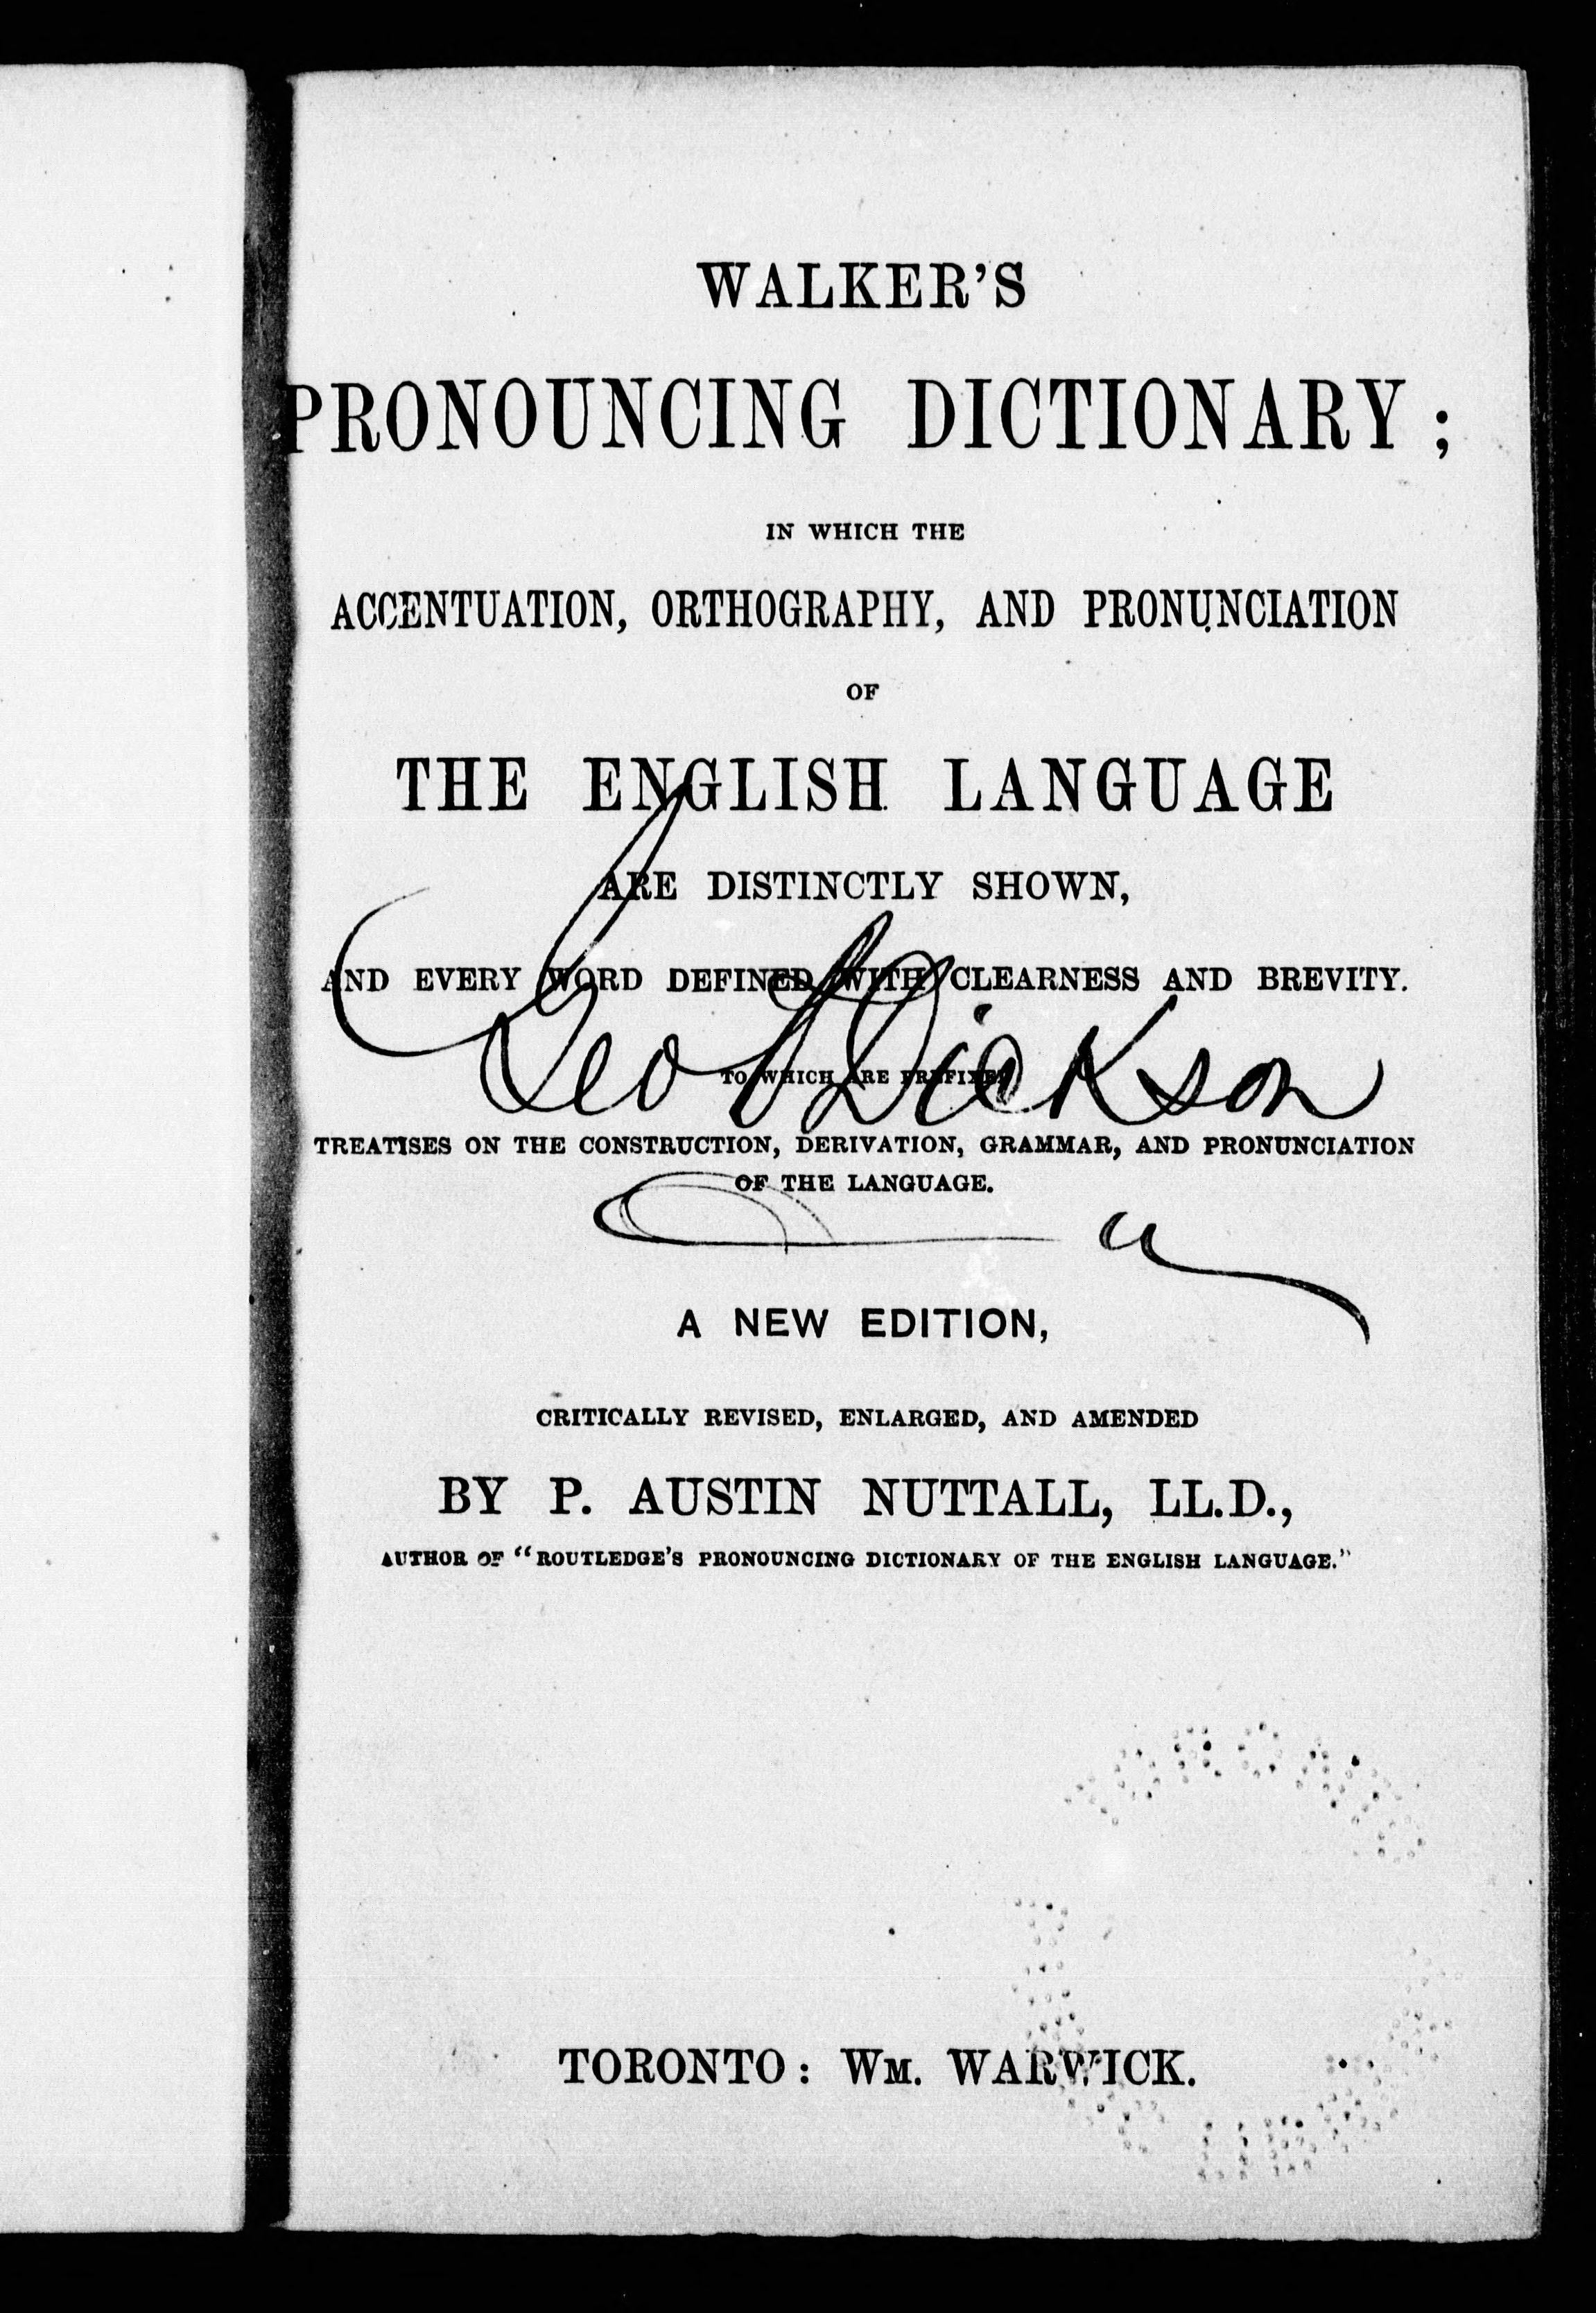 WALKER'S
PRONOUNCING DICTIONARY;
IN WHICH THE
ACCENTUATION, ORTHOGRAPHY, AND PRONUNCIATION
OF
THE ENGLISH LANGUAGE
ARE DISTINCTLY SHOWN,
AND EVERY WORD DEFINED WITH CLEARNESS AND BREVITY.
Geo Dickson
TO WHICH ARE PREFIXED
TREATISES ON THE CONSTRUCTION, DERIVATION, GRAMMAR, AND PRONUNCIATION
OF THE LANGUAGE.
A NEW EDITION,
CRITICALLY REVISED, ENLARGED, AND AMENDED
BY P. AUSTIN NUTTALL, LL.D.,
AUTHOR OF "ROUTLEDGE'S PRONOUNCING DICTIONARY OF THE ENGLISH LANGUAGE."
TORONTO: WM. WARWICK.